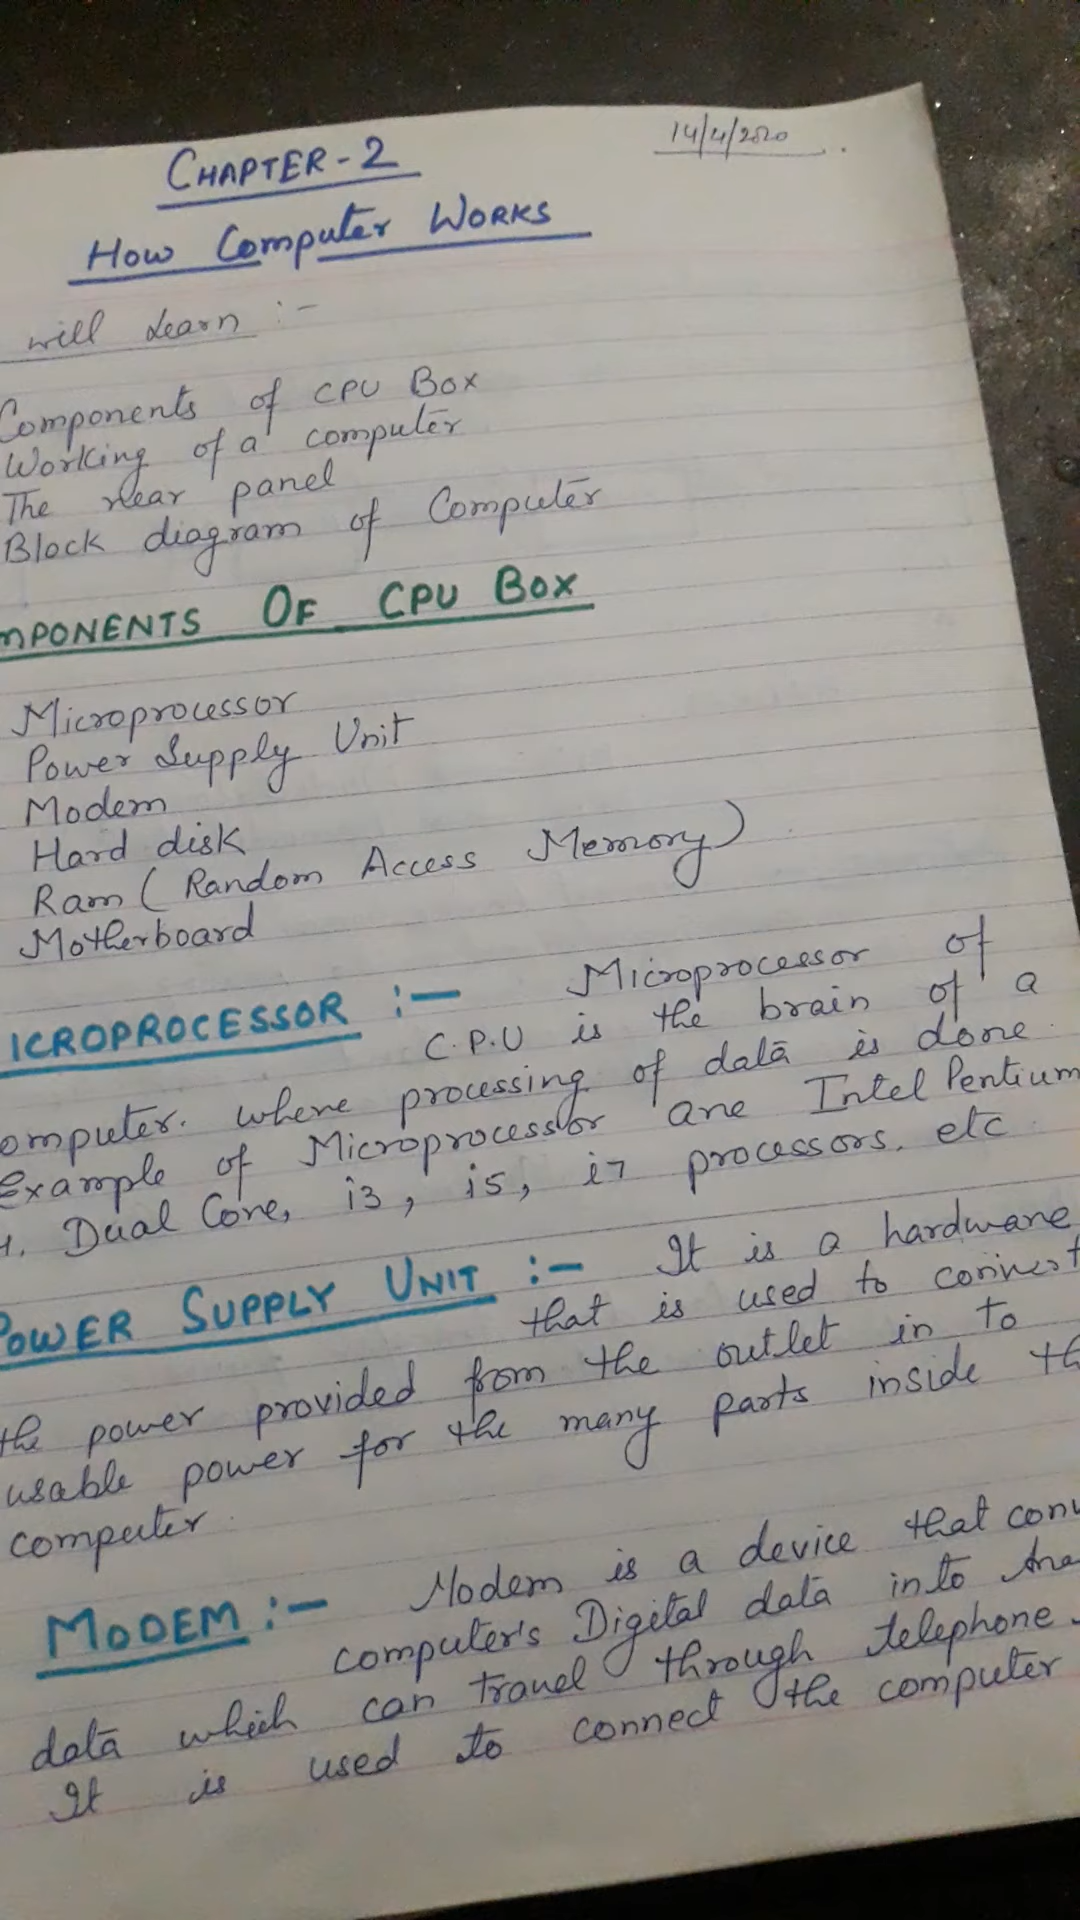 14/4/2020
CHAPTER-2
How Computer WORKS
will learn :-
Components of CPU Box
Working of a computer
The rear panel
Block diagram of Computer
MPONENTS OF CPU BOX
Microprocessor
Power Supply Unit
Modem
Hard disk
Ram (Random Access Memory)
Motherboard
ICROPROCESSOR :- Microprocessor of
C.P.U is the brain of a
omputer. where processing of data is done
Example of Microprocessor are Intel Pentium
4. Dual Core, i3, i5, i7 processors. etc
POWER SUPPLY UNIT :- It is a hardware
that is used to convert
the power provided from the outlet in to
usable power for the many parts inside th
computer.
MODEM :- Modem is a device that conv
computer's Digital data into Ana
data which can travel through telephone
It is used to connect the computer